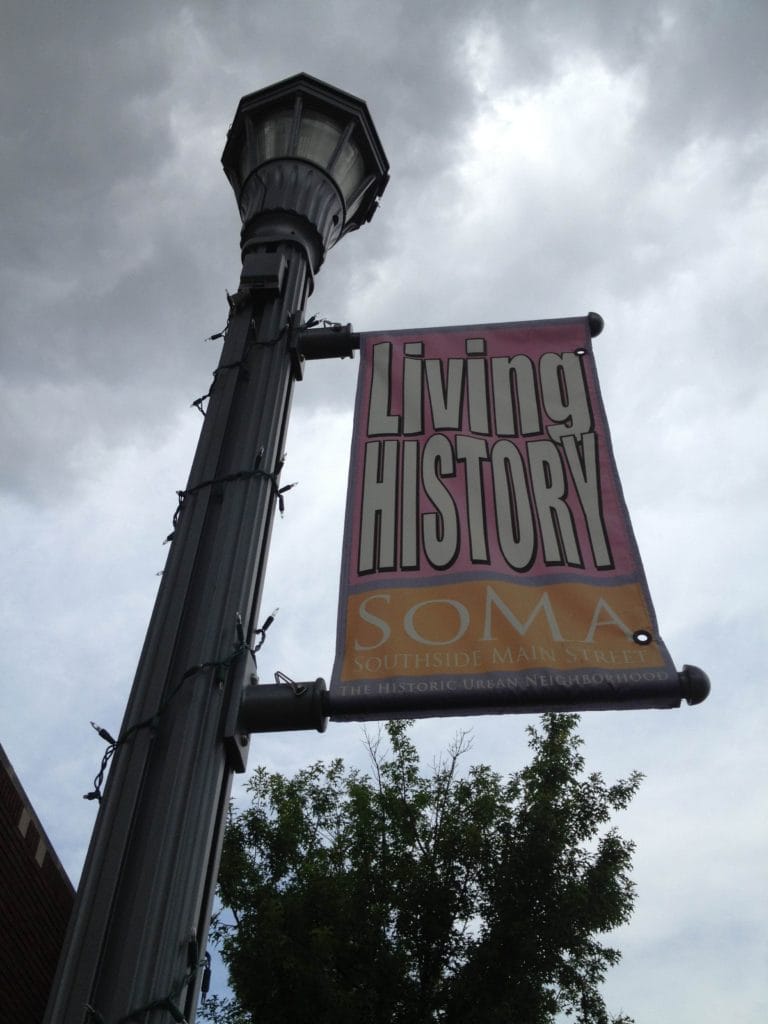 Living
HISTORY
SOMA
SOUTHSIDE MAIN STREET
THE HISTORIC URBAN NEIGHBORHOOD